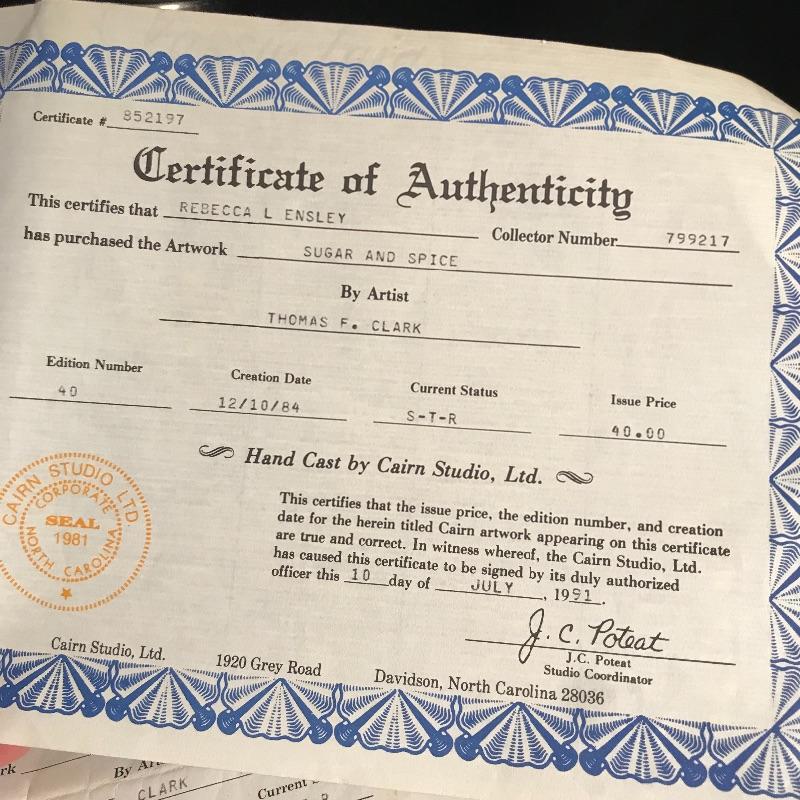 Certificate # 852197
Certificate of Authenticity
This certifies that REBECCA L ENSLEY
Collector Number 799217
has purchased the Artwork SUGAR AND SPICE
By Artist
THOMAS F. CLARK
Edition Number Creation Date Current Status Issue Price
40 12/10/84 S-T-R 40.00
Hand Cast by Cairn Studio, Ltd.
This certifies that the issue price, the edition number, and creation
date for the herein titled Cairn artwork appearing on this certificate
are true and correct. In witness whereof, the Cairn Studio, Ltd.
has caused this certificate to be signed by its duly authorized
officer this 10 day of JULY, 1991.
CAIRN STUDIO LTD
CORPORATE
SEAL
1981
NORTH CAROLINA
J. C. Poteat
J.C. Poteat
Studio Coordinator
Cairn Studio, Ltd. 1920 Grey Road Davidson, North Carolina 28036
rk By
CLARK Current